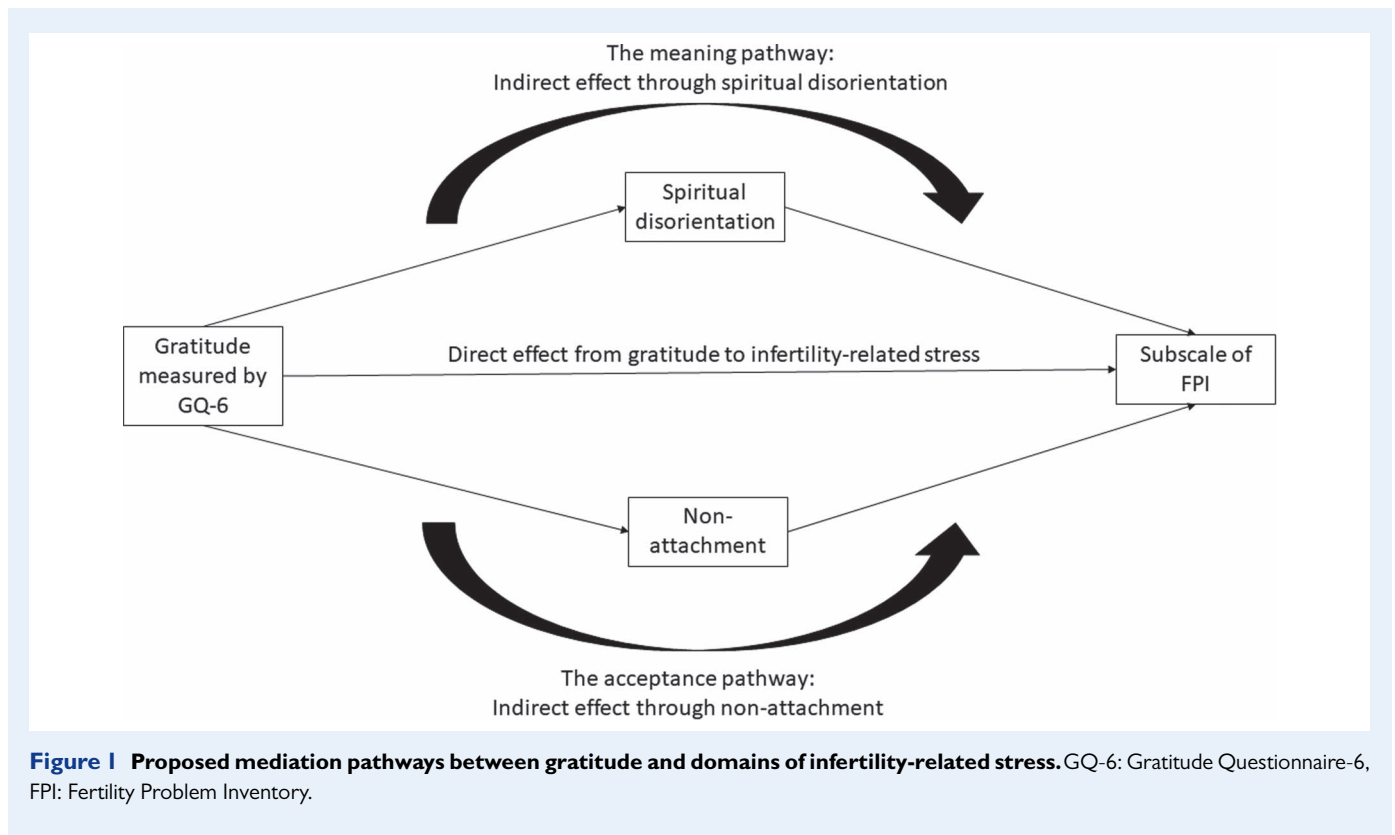 The meaning pathway:
Indirect effect through spiritual disorientation
Spiritual
disorientation
Gratitude
measured by
GQ-6
Direct effect from gratitude to infertility-related stress
Subscale of
FPI
Non-
attachment
The acceptance pathway:
Indirect effect through non-attachment
Figure 1 Proposed mediation pathways between gratitude and domains of infertility-related stress. GQ-6: Gratitude Questionnaire-6,
FPI: Fertility Problem Inventory.